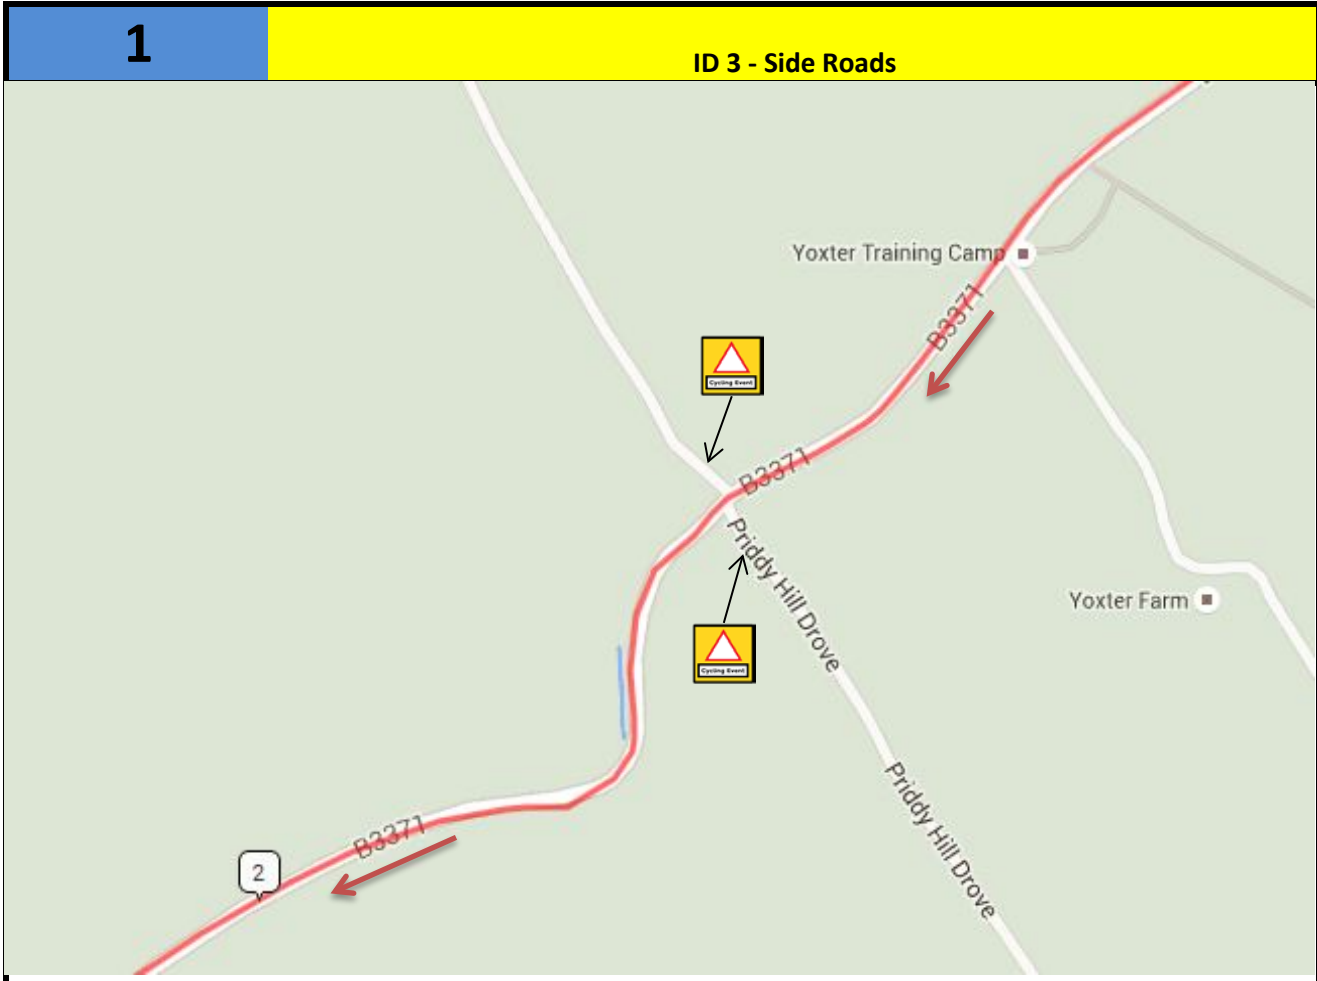 1
ID 3 - Side Roads
Yoxter Training Camp
B3371
Cycling Event
B3371
Priddy Hill Drove
Yoxter Farm
Cycling Event
Priddy Hill Drove
B3371
2